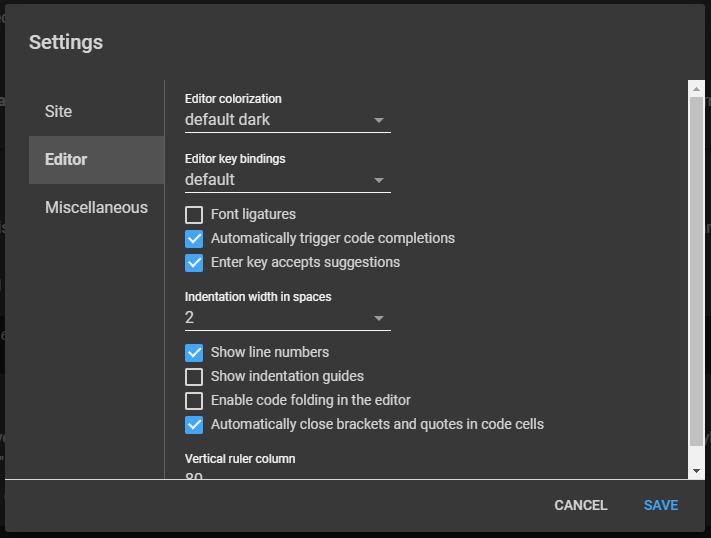 Settings
Site
Editor
Miscellaneous
Editor colorization
default dark
Editor key bindings
default
Font ligatures
Automatically trigger code completions
Enter key accepts suggestions
Indentation width in spaces
2
Show line numbers
Show indentation guides
Enable code folding in the editor
Automatically close brackets and quotes in code cells
Vertical ruler column
80
CANCEL
SAVE